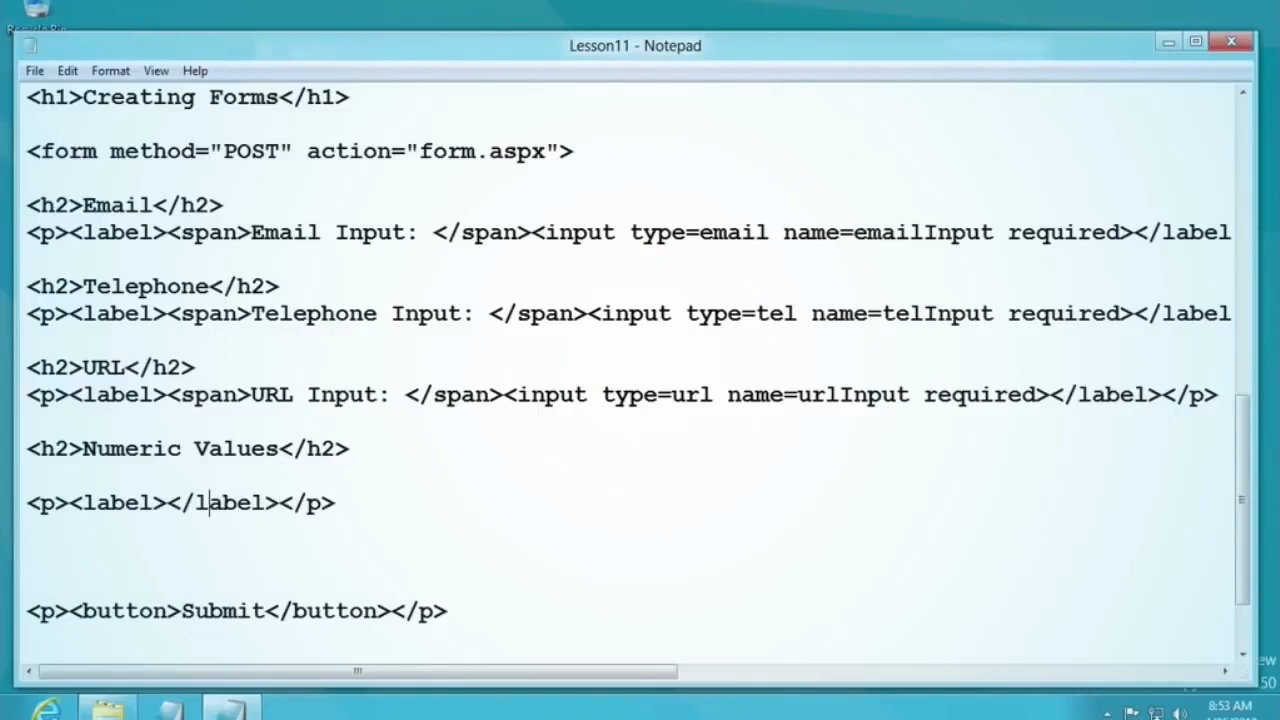 Lesson11 - Notepad
File Edit Format View Help
<h1>Creating Forms</h1>
<form method="POST" action="form.aspx">
<h2>Email</h2>
<p><label><span>Email Input: </span><input type=email name=emailInput required></label
<h2>Telephone</h2>
<p><label><span>Telephone Input: </span><input type=tel name=telInput required></label
<h2>URL</h2>
<p><label><span>URL Input: </span><input type=url name=urlInput required></label></p>
<h2>Numeric Values</h2>
<p><label></label></p>
<p><button>Submit</button></p>
ew
50
8:53 AM